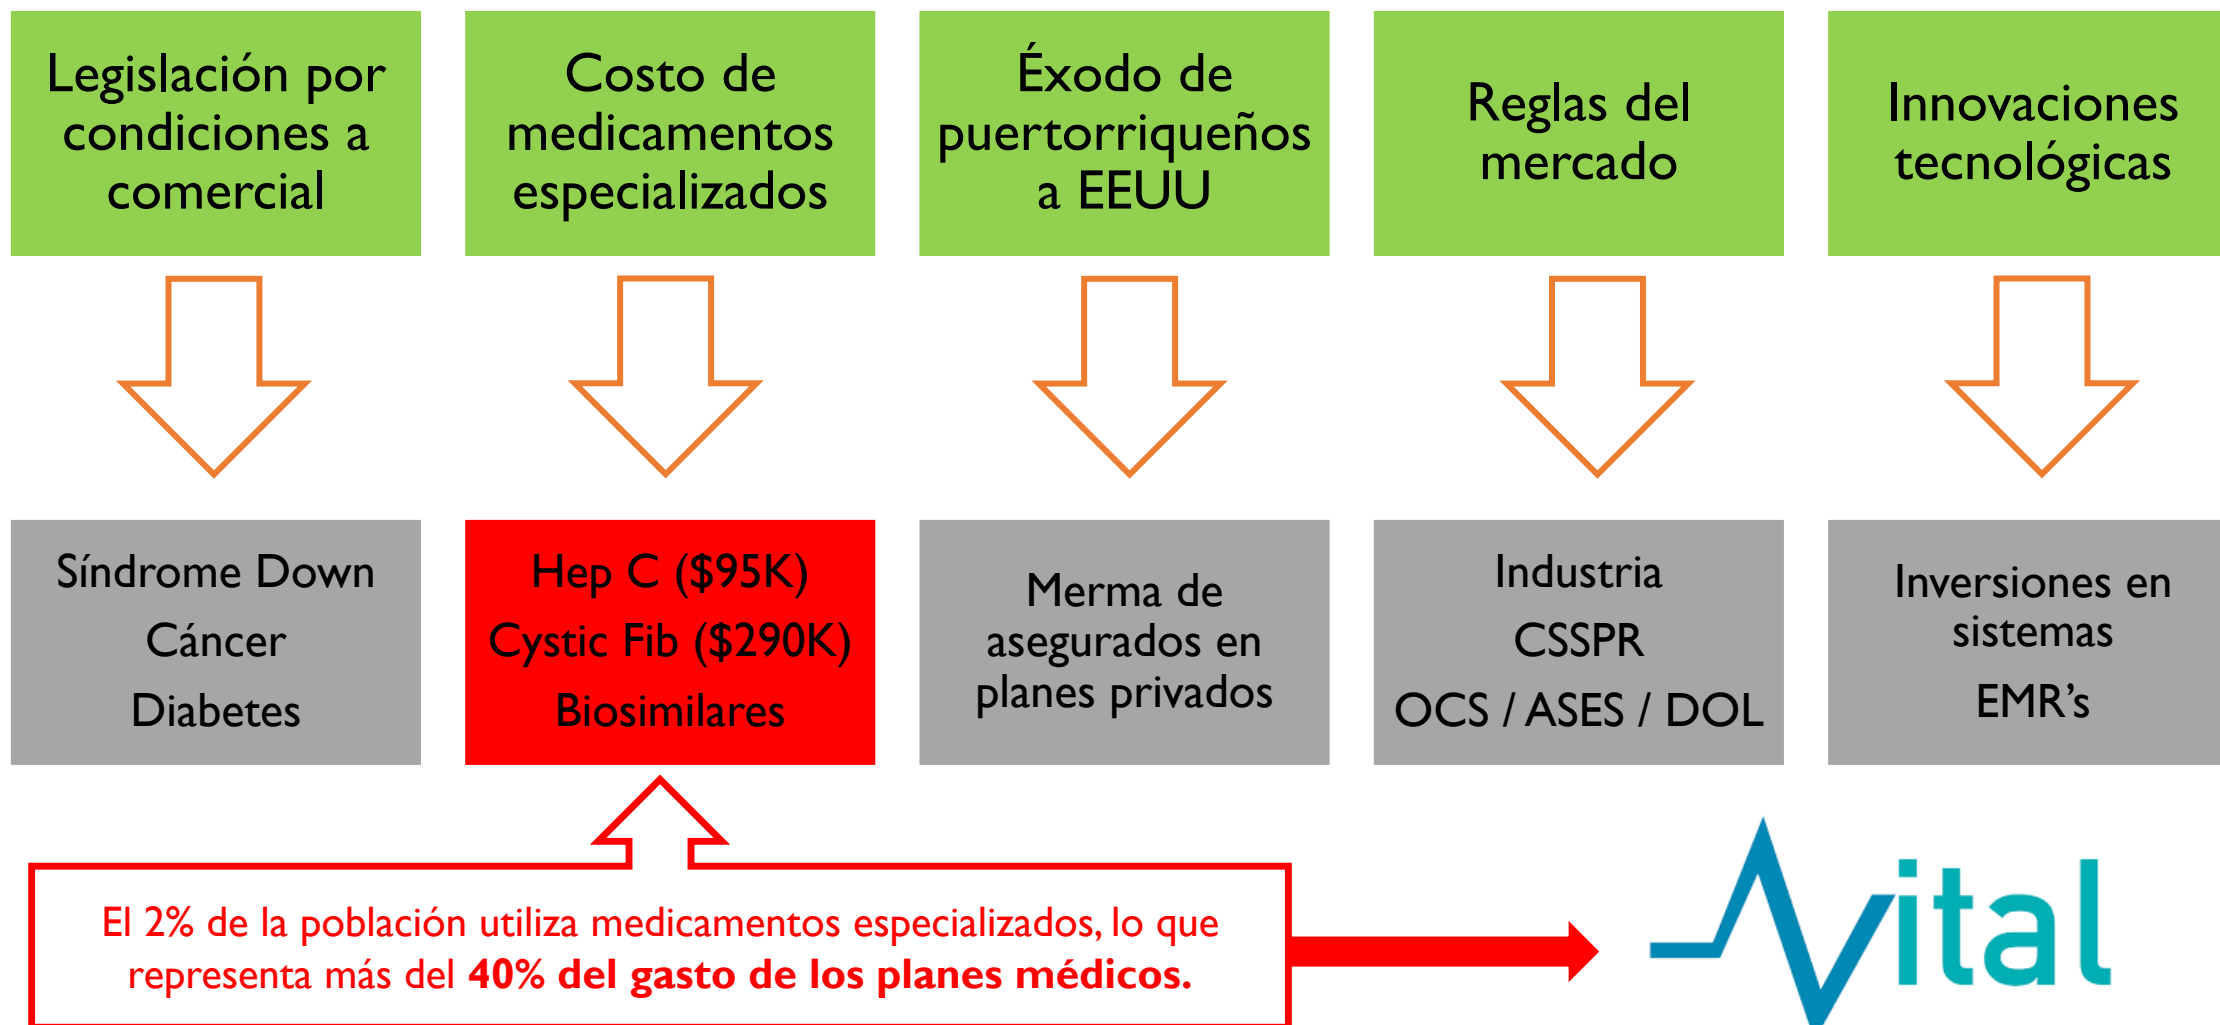 Legislación por
condiciones a
comercial
Costo de
medicamentos
especializados
Éxodo de
puertorriqueños
a EEUU
Reglas del
mercado
Innovaciones
tecnológicas
Síndrome Down
Cáncer
Diabetes
Hep C ($95K)
Cystic Fib ($290K)
Biosimilares
Merma de
asegurados en
planes privados
Industria
CSSPR
OCS / ASES / DOL
Inversiones en
sistemas
EMR’s
El 2% de la población utiliza medicamentos especializados, lo que
representa más del 40% del gasto de los planes médicos.
Vital